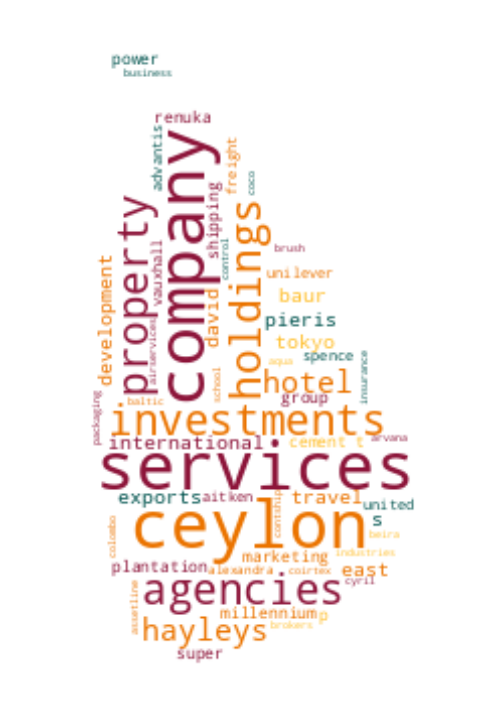 power
business
renuka
advantis
company
freight
coco
shipping
property
holdings
control
vauxhall
brush
development
david
unilever
baur
pieris
airservices
tokyo
spence
insurance
aqua
school
hotel
baltic
group
packaging
investments
international
cement t
arvana
services
exports
aitken
travel
united
contship
s
ceylon
colombo
beira
marketing
industries
plantation
alexandra
coirtex
east
agencies
cyril
assetline
millennium
p
hayleys
brokers
super